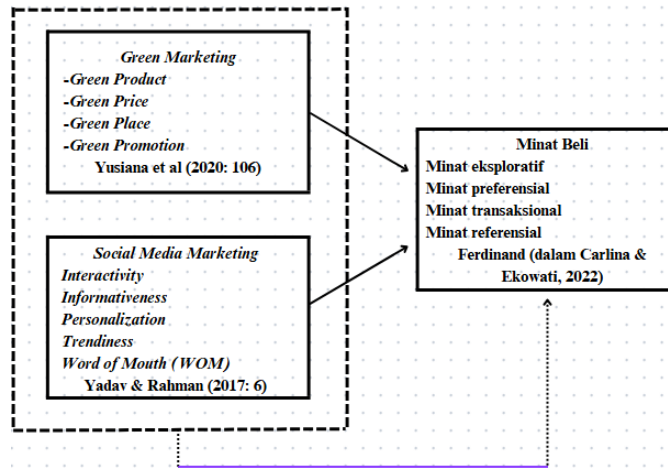 Green Marketing
-Green Product
-Green Price
-Green Place
-Green Promotion
Yusiana et al (2020: 106)
Social Media Marketing
Interactivity
Informativeness
Personalization
Trendiness
Word of Mouth (WOM)
Yadav & Rahman (2017: 6)
Minat Beli
Minat eksploratif
Minat preferensial
Minat transaksional
Minat referensial
Ferdinand (dalam Carlina &
Ekowati, 2022)